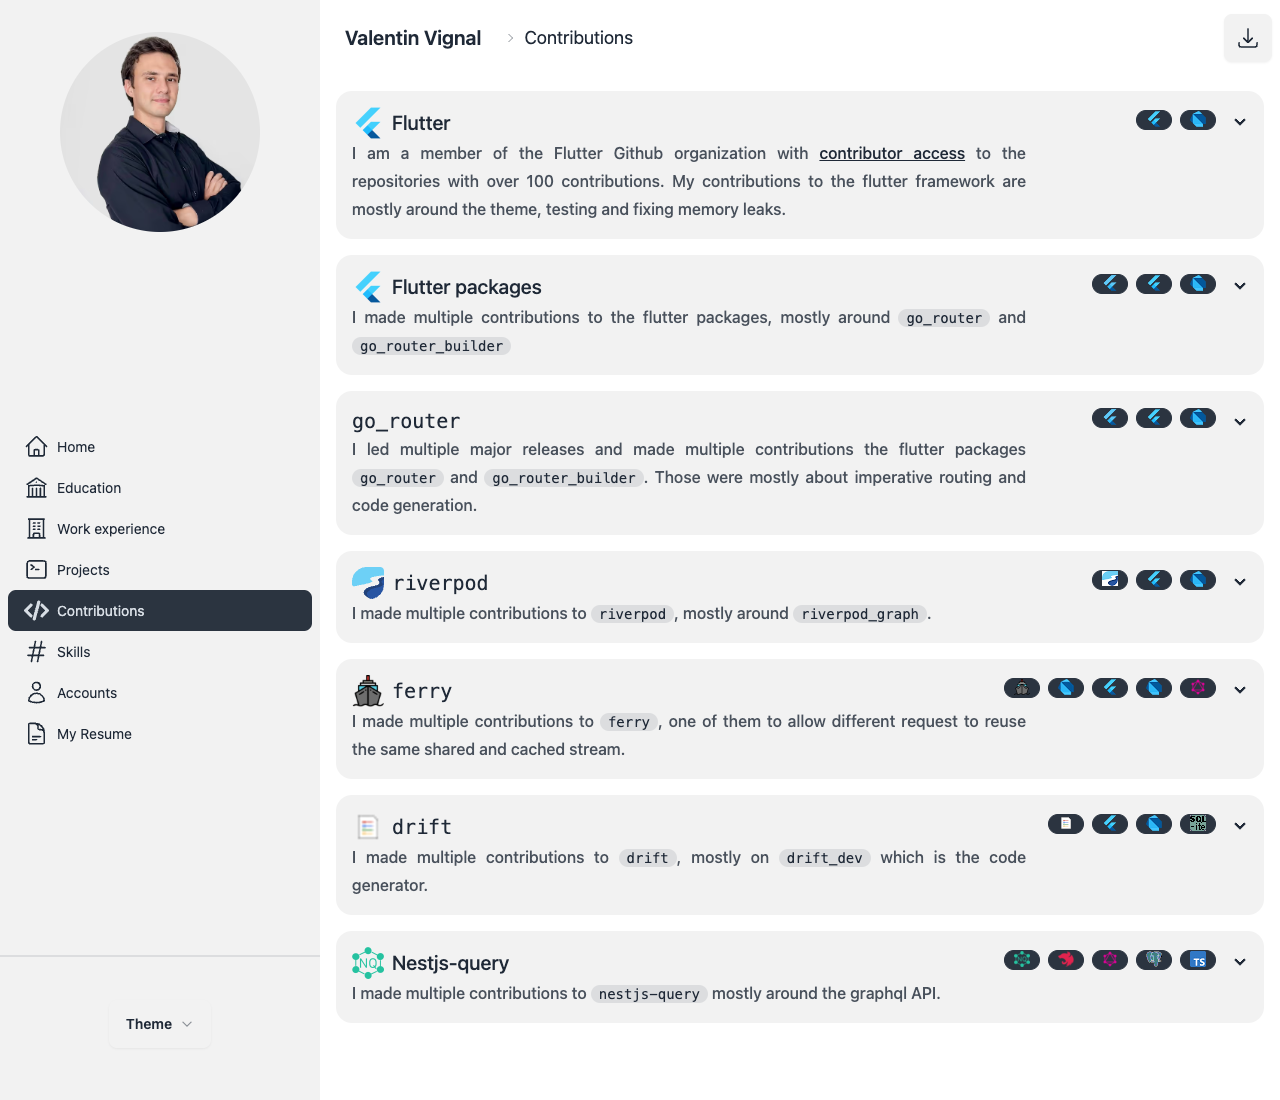 Valentin Vignal
Contributions
Home
Education
Work experience
Projects
Contributions
Skills
Accounts
My Resume
Theme
Flutter
I am a member of the Flutter Github organization with contributor access to the
repositories with over 100 contributions. My contributions to the flutter framework are
mostly around the theme, testing and fixing memory leaks.
Flutter packages
I made multiple contributions to the flutter packages, mostly around go_router and
go_router_builder
go_router
I led multiple major releases and made multiple contributions the flutter packages
go_router and go_router_builder. Those were mostly about imperative routing and
code generation.
riverpod
I made multiple contributions to riverpod, mostly around riverpod_graph.
ferry
I made multiple contributions to ferry, one of them to allow different request to reuse
the same shared and cached stream.
drift
SQL
-ite
I made multiple contributions to drift, mostly on drift_dev which is the code
generator.
NQ
Nestjs-query
TS
I made multiple contributions to nestjs-query mostly around the graphql API.